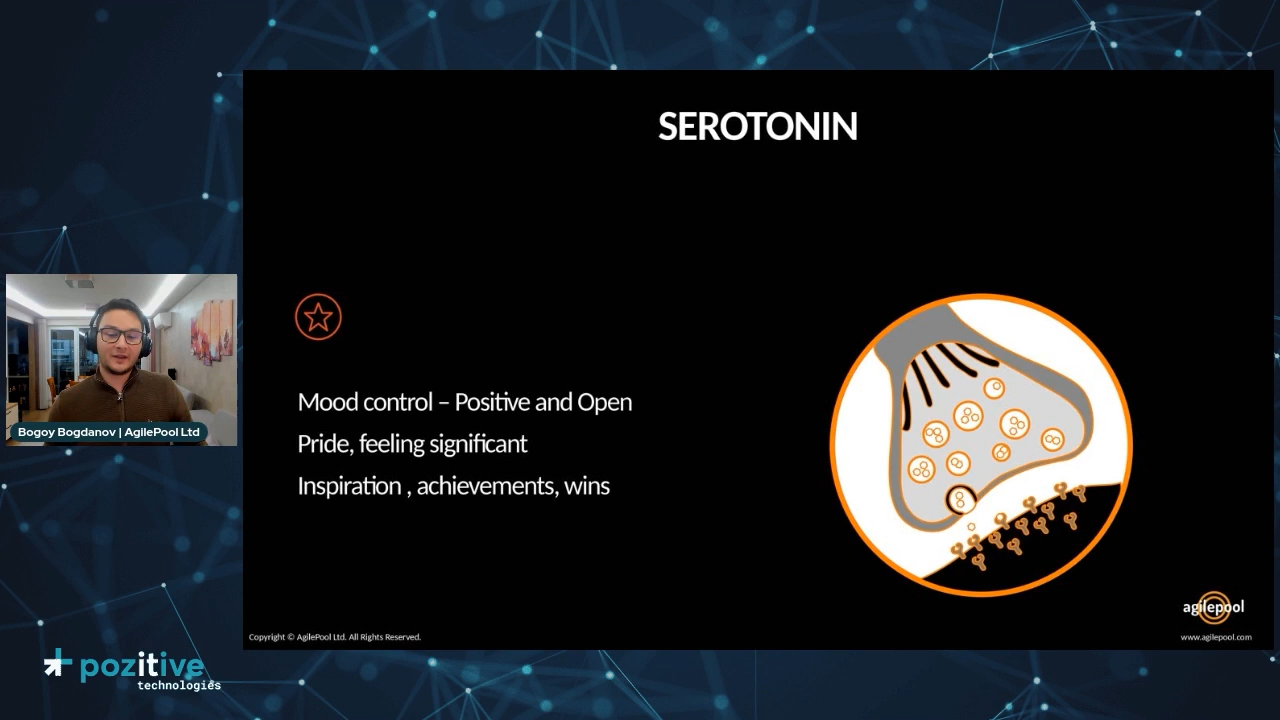 SEROTONIN
Mood control – Positive and Open
Pride, feeling significant
Inspiration , achievements, wins
Bogoy Bogdanov | AgilePool Ltd
agilepool
Copyright © AgilePool Ltd. All Rights Reserved.
www.agilepool.com
pozitive
technologies